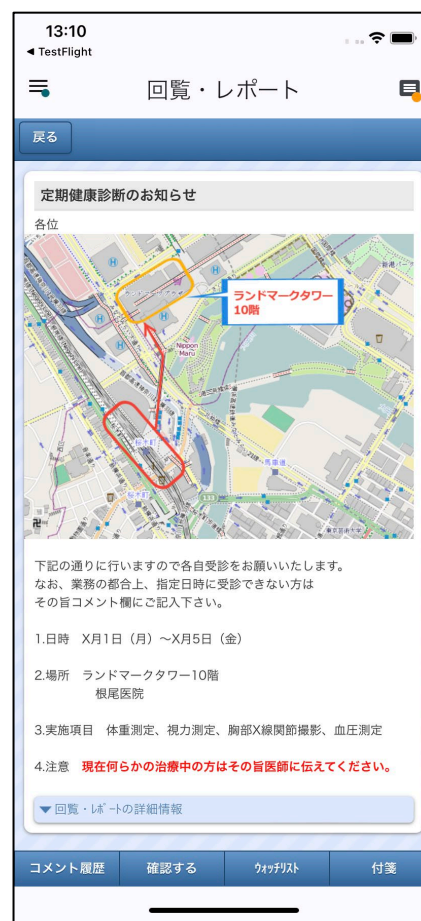 13:10
◀ TestFlight
回覧・レポート
戻る
定期健康診断のお知らせ
各位
ランドマークタワー
10階
Nippon
Maru
桜木町
桜木町
馬車道
133
下記の通りに行いますので各自受診をお願いいたします。
なお、業務の都合上、指定日時に受診できない方は
その旨コメント欄にご記入下さい。
1.日時 X月1日（月）～X月5日（金）
2.場所 ランドマークタワー10階
根尾医院
3.実施項目 体重測定、視力測定、胸部X線関節撮影、血圧測定
4.注意 現在何らかの治療中の方はその旨医師に伝えてください。
▼回覧・ﾚﾎﾟｰﾄの詳細情報
コメント履歴 確認する ｳｫｯﾁﾘｽﾄ 付箋